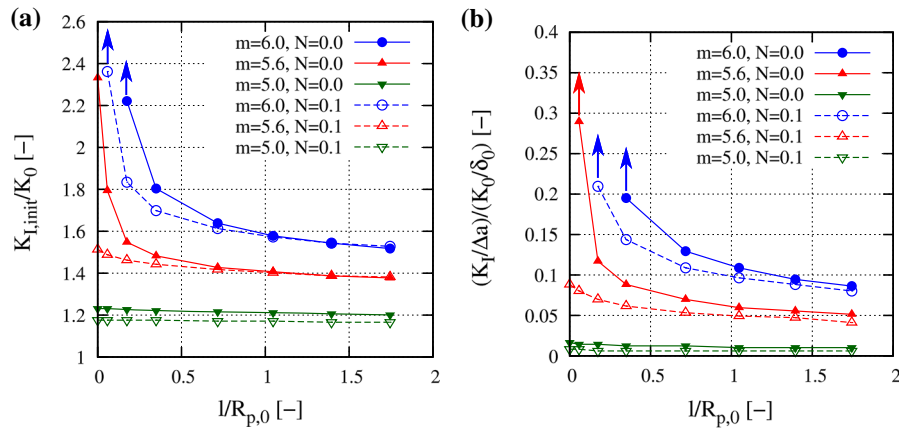 (a)
K_{I,init}/K_0 [–]
2.6
2.4
2.2
2
1.8
1.6
1.4
1.2
1
m=6.0, N=0.0
m=5.6, N=0.0
m=5.0, N=0.0
m=6.0, N=0.1
m=5.6, N=0.1
m=5.0, N=0.1
0 0.5 1 1.5 2
l/R_{p,0} [–]
(b)
(K_I/Δa)/(K_0/δ_0) [–]
0.4
0.35
0.3
0.25
0.2
0.15
0.1
0.05
0
m=6.0, N=0.0
m=5.6, N=0.0
m=5.0, N=0.0
m=6.0, N=0.1
m=5.6, N=0.1
m=5.0, N=0.1
0 0.5 1 1.5 2
l/R_{p,0} [–]